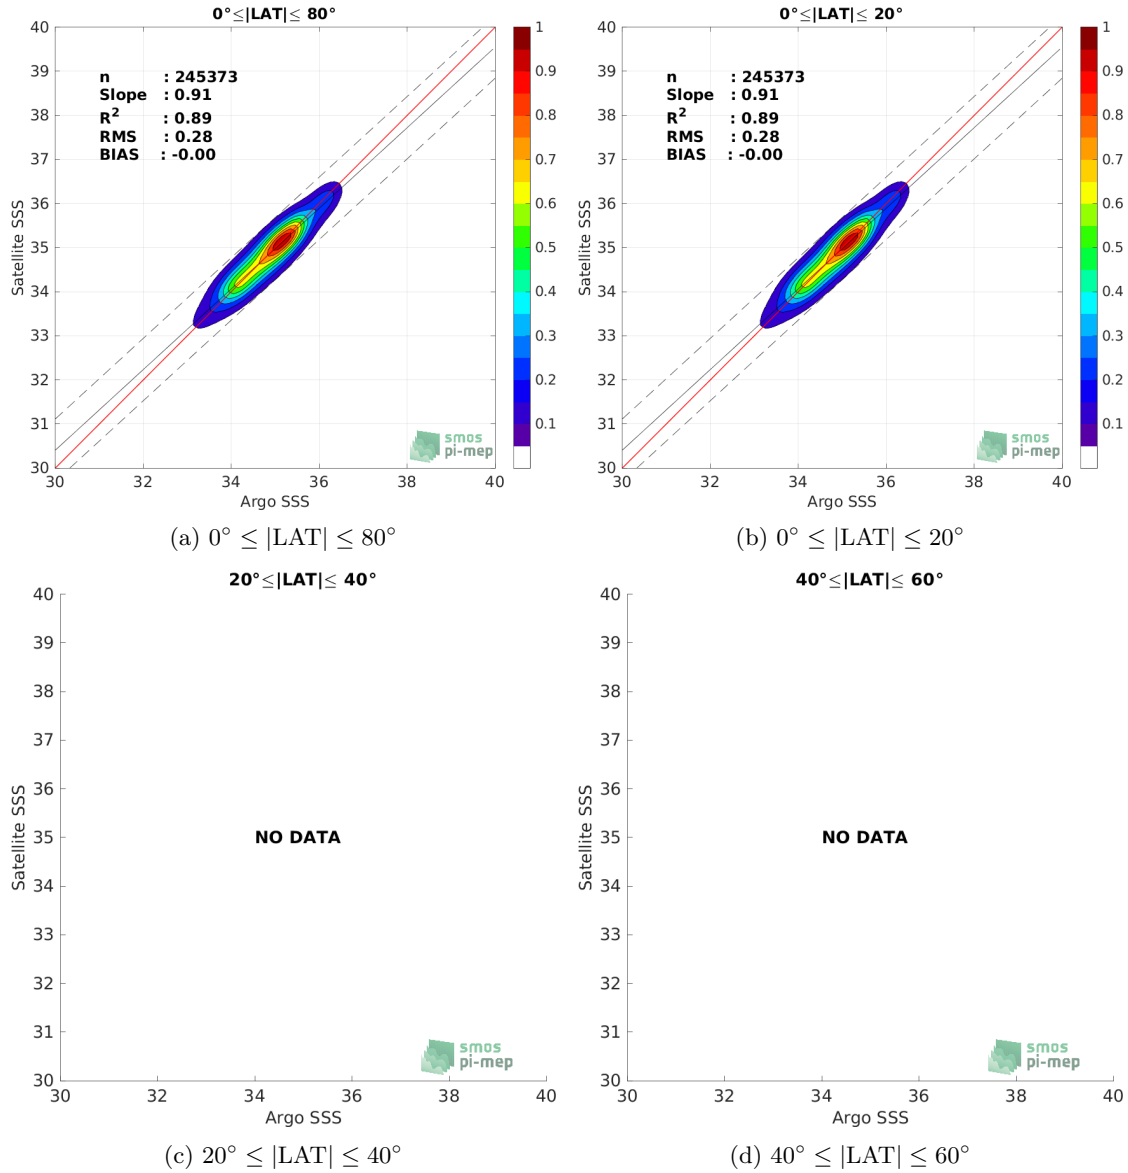 0°≤|LAT|≤ 80°
40
39
38
37
36
35
34
33
32
31
30
Satellite SSS
n : 245373
Slope : 0.91
R² : 0.89
RMS : 0.28
BIAS : -0.00
smos
pi-mep
30 32 34 36 38 40
Argo SSS
1
0.9
0.8
0.7
0.6
0.5
0.4
0.3
0.2
0.1
(a) 0° ≤ |LAT| ≤ 80°
0°≤|LAT|≤ 20°
40
39
38
37
36
35
34
33
32
31
30
Satellite SSS
n : 245373
Slope : 0.91
R² : 0.89
RMS : 0.28
BIAS : -0.00
smos
pi-mep
30 32 34 36 38 40
Argo SSS
1
0.9
0.8
0.7
0.6
0.5
0.4
0.3
0.2
0.1
(b) 0° ≤ |LAT| ≤ 20°
20°≤|LAT|≤ 40°
40
39
38
37
36
35
34
33
32
31
30
Satellite SSS
NO DATA
smos
pi-mep
30 32 34 36 38 40
Argo SSS
(c) 20° ≤ |LAT| ≤ 40°
40°≤|LAT|≤ 60°
40
39
38
37
36
35
34
33
32
31
30
Satellite SSS
NO DATA
smos
pi-mep
30 32 34 36 38 40
Argo SSS
(d) 40° ≤ |LAT| ≤ 60°